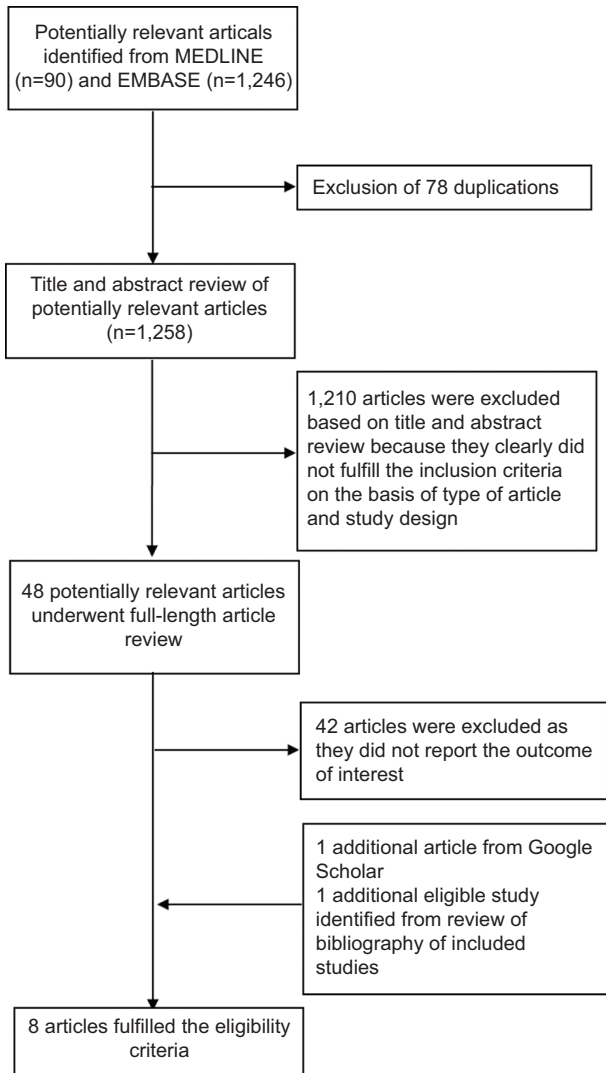 Potentially relevant articals
identified from MEDLINE
(n=90) and EMBASE (n=1,246)
Exclusion of 78 duplications
Title and abstract review of
potentially relevant articles
(n=1,258)
1,210 articles were excluded
based on title and abstract
review because they clearly did
not fulfill the inclusion criteria
on the basis of type of article
and study design
48 potentially relevant articles
underwent full-length article
review
42 articles were excluded as
they did not report the outcome
of interest
1 additional article from Google
Scholar
1 additional eligible study
identified from review of
bibliography of included
studies
8 articles fulfilled the eligibility
criteria